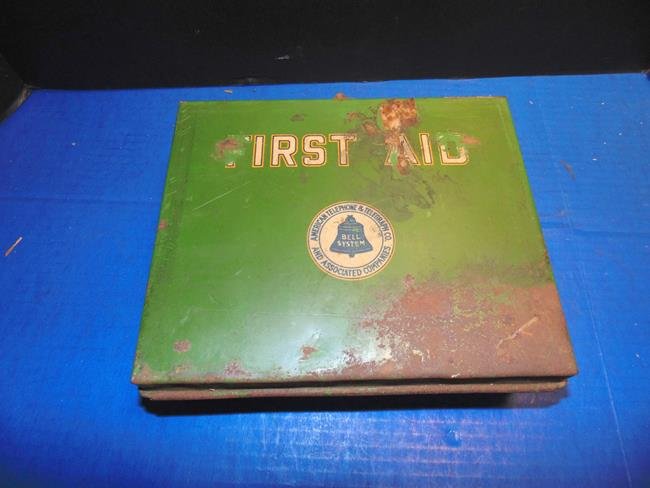 FIRST AID
AMERICAN TELEPHONE & TELEGRAPH CO.
BELL
SYSTEM
AND ASSOCIATED COMPANIES